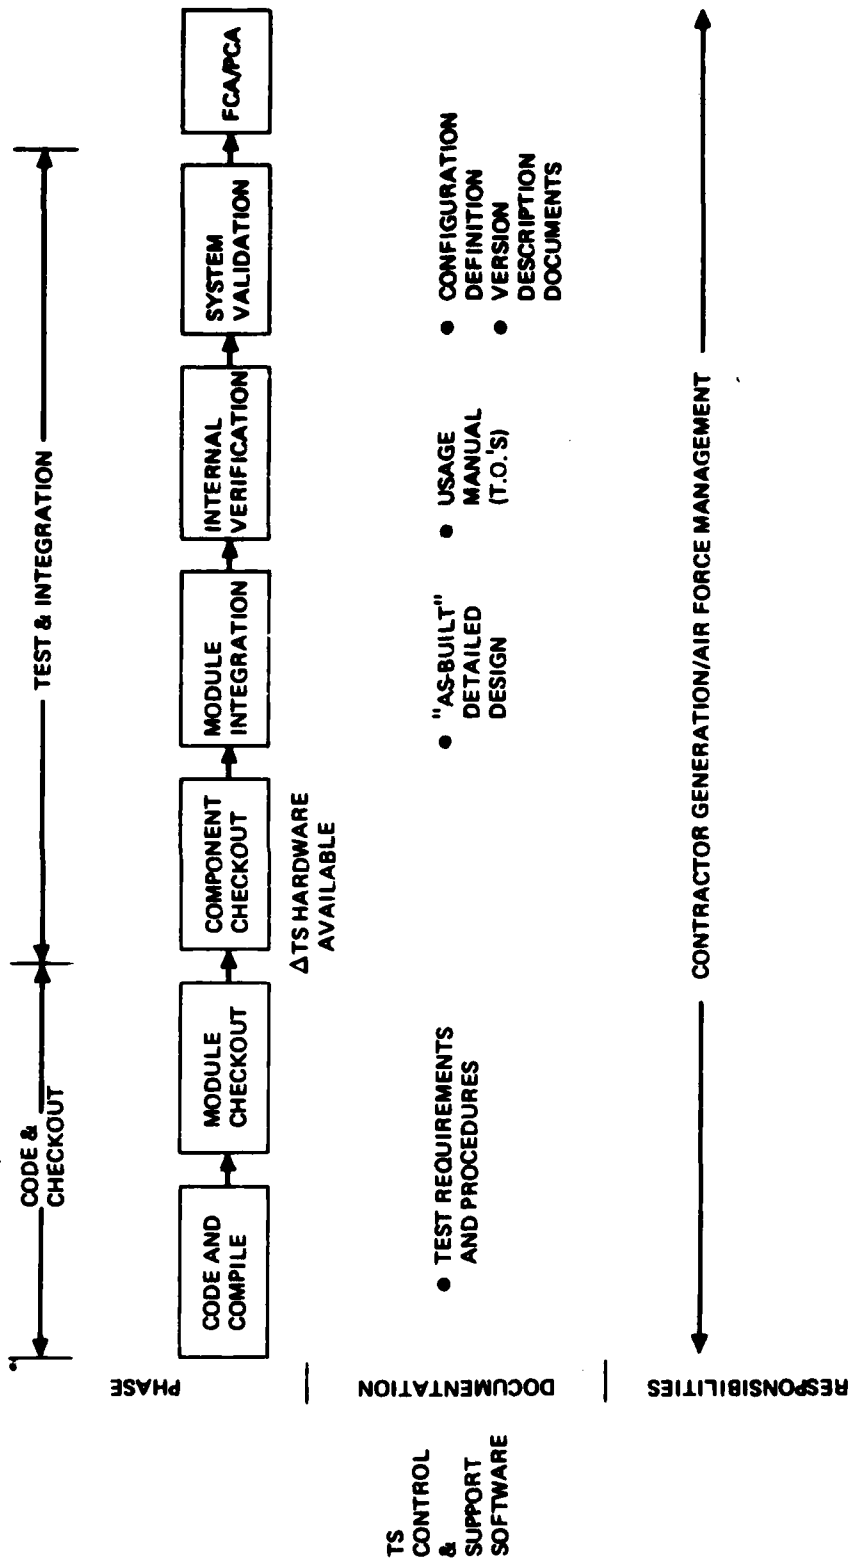 CODE &
CHECKOUT
TEST & INTEGRATION
PHASE
CODE AND
COMPILE
MODULE
CHECKOUT
COMPONENT
CHECKOUT
MODULE
INTEGRATION
INTERNAL
VERIFICATION
SYSTEM
VALIDATION
FCA/PCA
ΔTS HARDWARE
AVAILABLE
TS
CONTROL
&
SUPPORT
SOFTWARE
DOCUMENTATION
● TEST REQUIREMENTS
AND PROCEDURES
● "AS-BUILT"
DETAILED
DESIGN
● USAGE
MANUAL
(T.O.'S)
● CONFIGURATION
DEFINITION
● VERSION
DESCRIPTION
DOCUMENTS
RESPONSIBILITIES
CONTRACTOR GENERATION/AIR FORCE MANAGEMENT